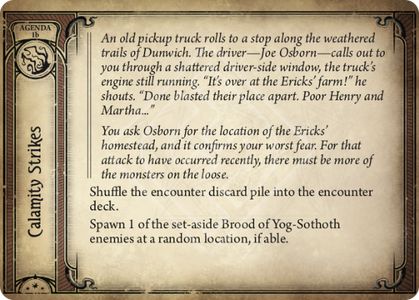 AGENDA
1b
Calamity Strikes
An old pickup truck rolls to a stop along the weathered
trails of Dunwich. The driver—Joe Osborn—calls out to
you through a shattered driver-side window, the truck's
engine still running. “It's over at the Ericks' farm!” he
shouts. “Done blasted their place apart. Poor Henry and
Martha...”
You ask Osborn for the location of the Ericks'
homestead, and it confirms your worst fear. For that
attack to have occurred recently, there must be more of
the monsters on the loose.
Shuffle the encounter discard pile into the encounter
deck.
Spawn 1 of the set-aside Brood of Yog-Sothoth
enemies at a random location, if able.